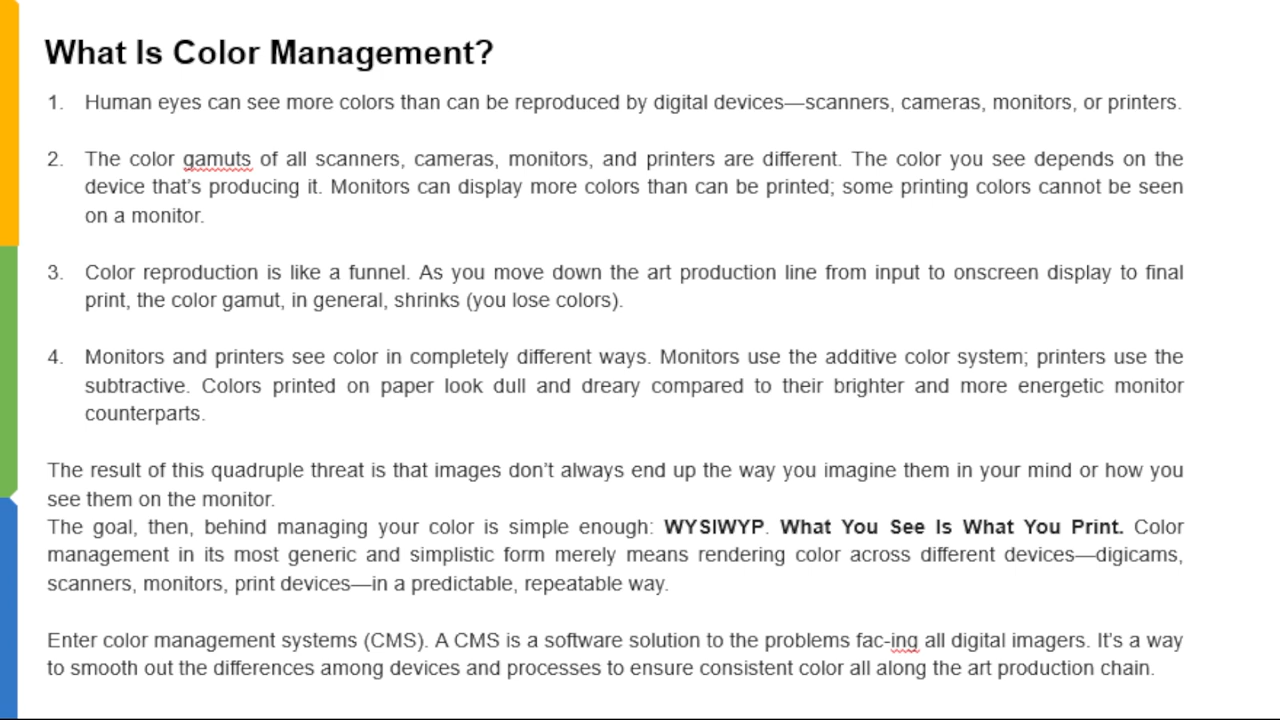 What Is Color Management?
1. Human eyes can see more colors than can be reproduced by digital devices—scanners, cameras, monitors, or printers.
2. The color gamuts of all scanners, cameras, monitors, and printers are different. The color you see depends on the
device that’s producing it. Monitors can display more colors than can be printed; some printing colors cannot be seen
on a monitor.
3. Color reproduction is like a funnel. As you move down the art production line from input to onscreen display to final
print, the color gamut, in general, shrinks (you lose colors).
4. Monitors and printers see color in completely different ways. Monitors use the additive color system; printers use the
subtractive. Colors printed on paper look dull and dreary compared to their brighter and more energetic monitor
counterparts.
The result of this quadruple threat is that images don’t always end up the way you imagine them in your mind or how you
see them on the monitor.
The goal, then, behind managing your color is simple enough: WYSIWYP. What You See Is What You Print. Color
management in its most generic and simplistic form merely means rendering color across different devices—digicams,
scanners, monitors, print devices—in a predictable, repeatable way.
Enter color management systems (CMS). A CMS is a software solution to the problems fac-ing all digital imagers. It’s a way
to smooth out the differences among devices and processes to ensure consistent color all along the art production chain.